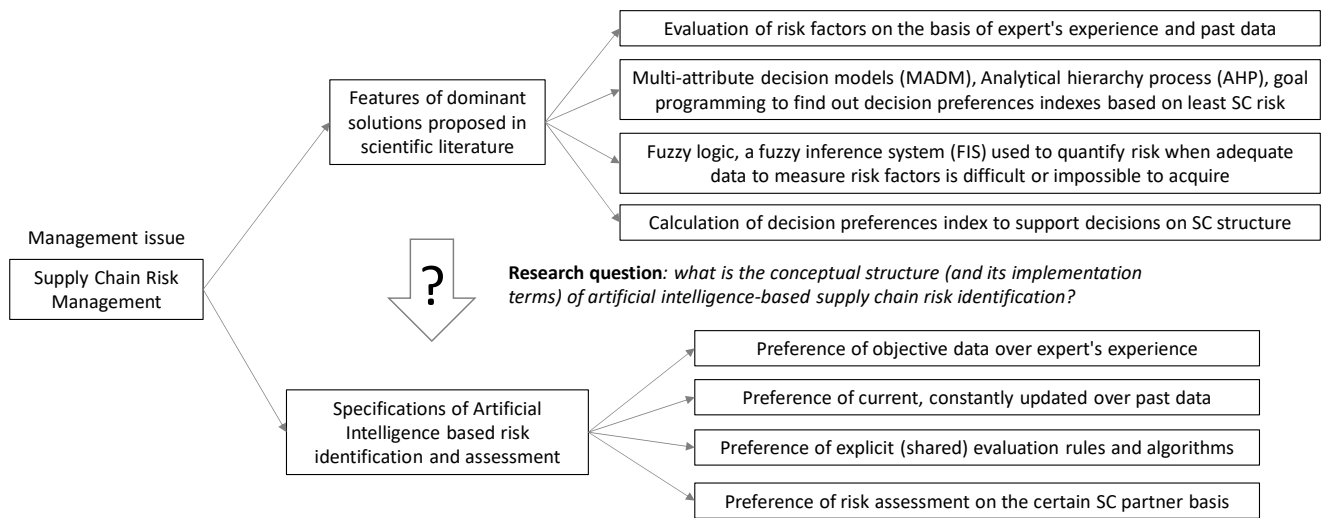 Management issue
Supply Chain Risk
Management
Features of dominant
solutions proposed in
scientific literature
Evaluation of risk factors on the basis of expert's experience and past data
Multi-attribute decision models (MADM), Analytical hierarchy process (AHP), goal
programming to find out decision preferences indexes based on least SC risk
Fuzzy logic, a fuzzy inference system (FIS) used to quantify risk when adequate
data to measure risk factors is difficult or impossible to acquire
Calculation of decision preferences index to support decisions on SC structure
?
Research question: what is the conceptual structure (and its implementation
terms) of artificial intelligence-based supply chain risk identification?
Specifications of Artificial
Intelligence based risk
identification and assessment
Preference of objective data over expert's experience
Preference of current, constantly updated over past data
Preference of explicit (shared) evaluation rules and algorithms
Preference of risk assessment on the certain SC partner basis